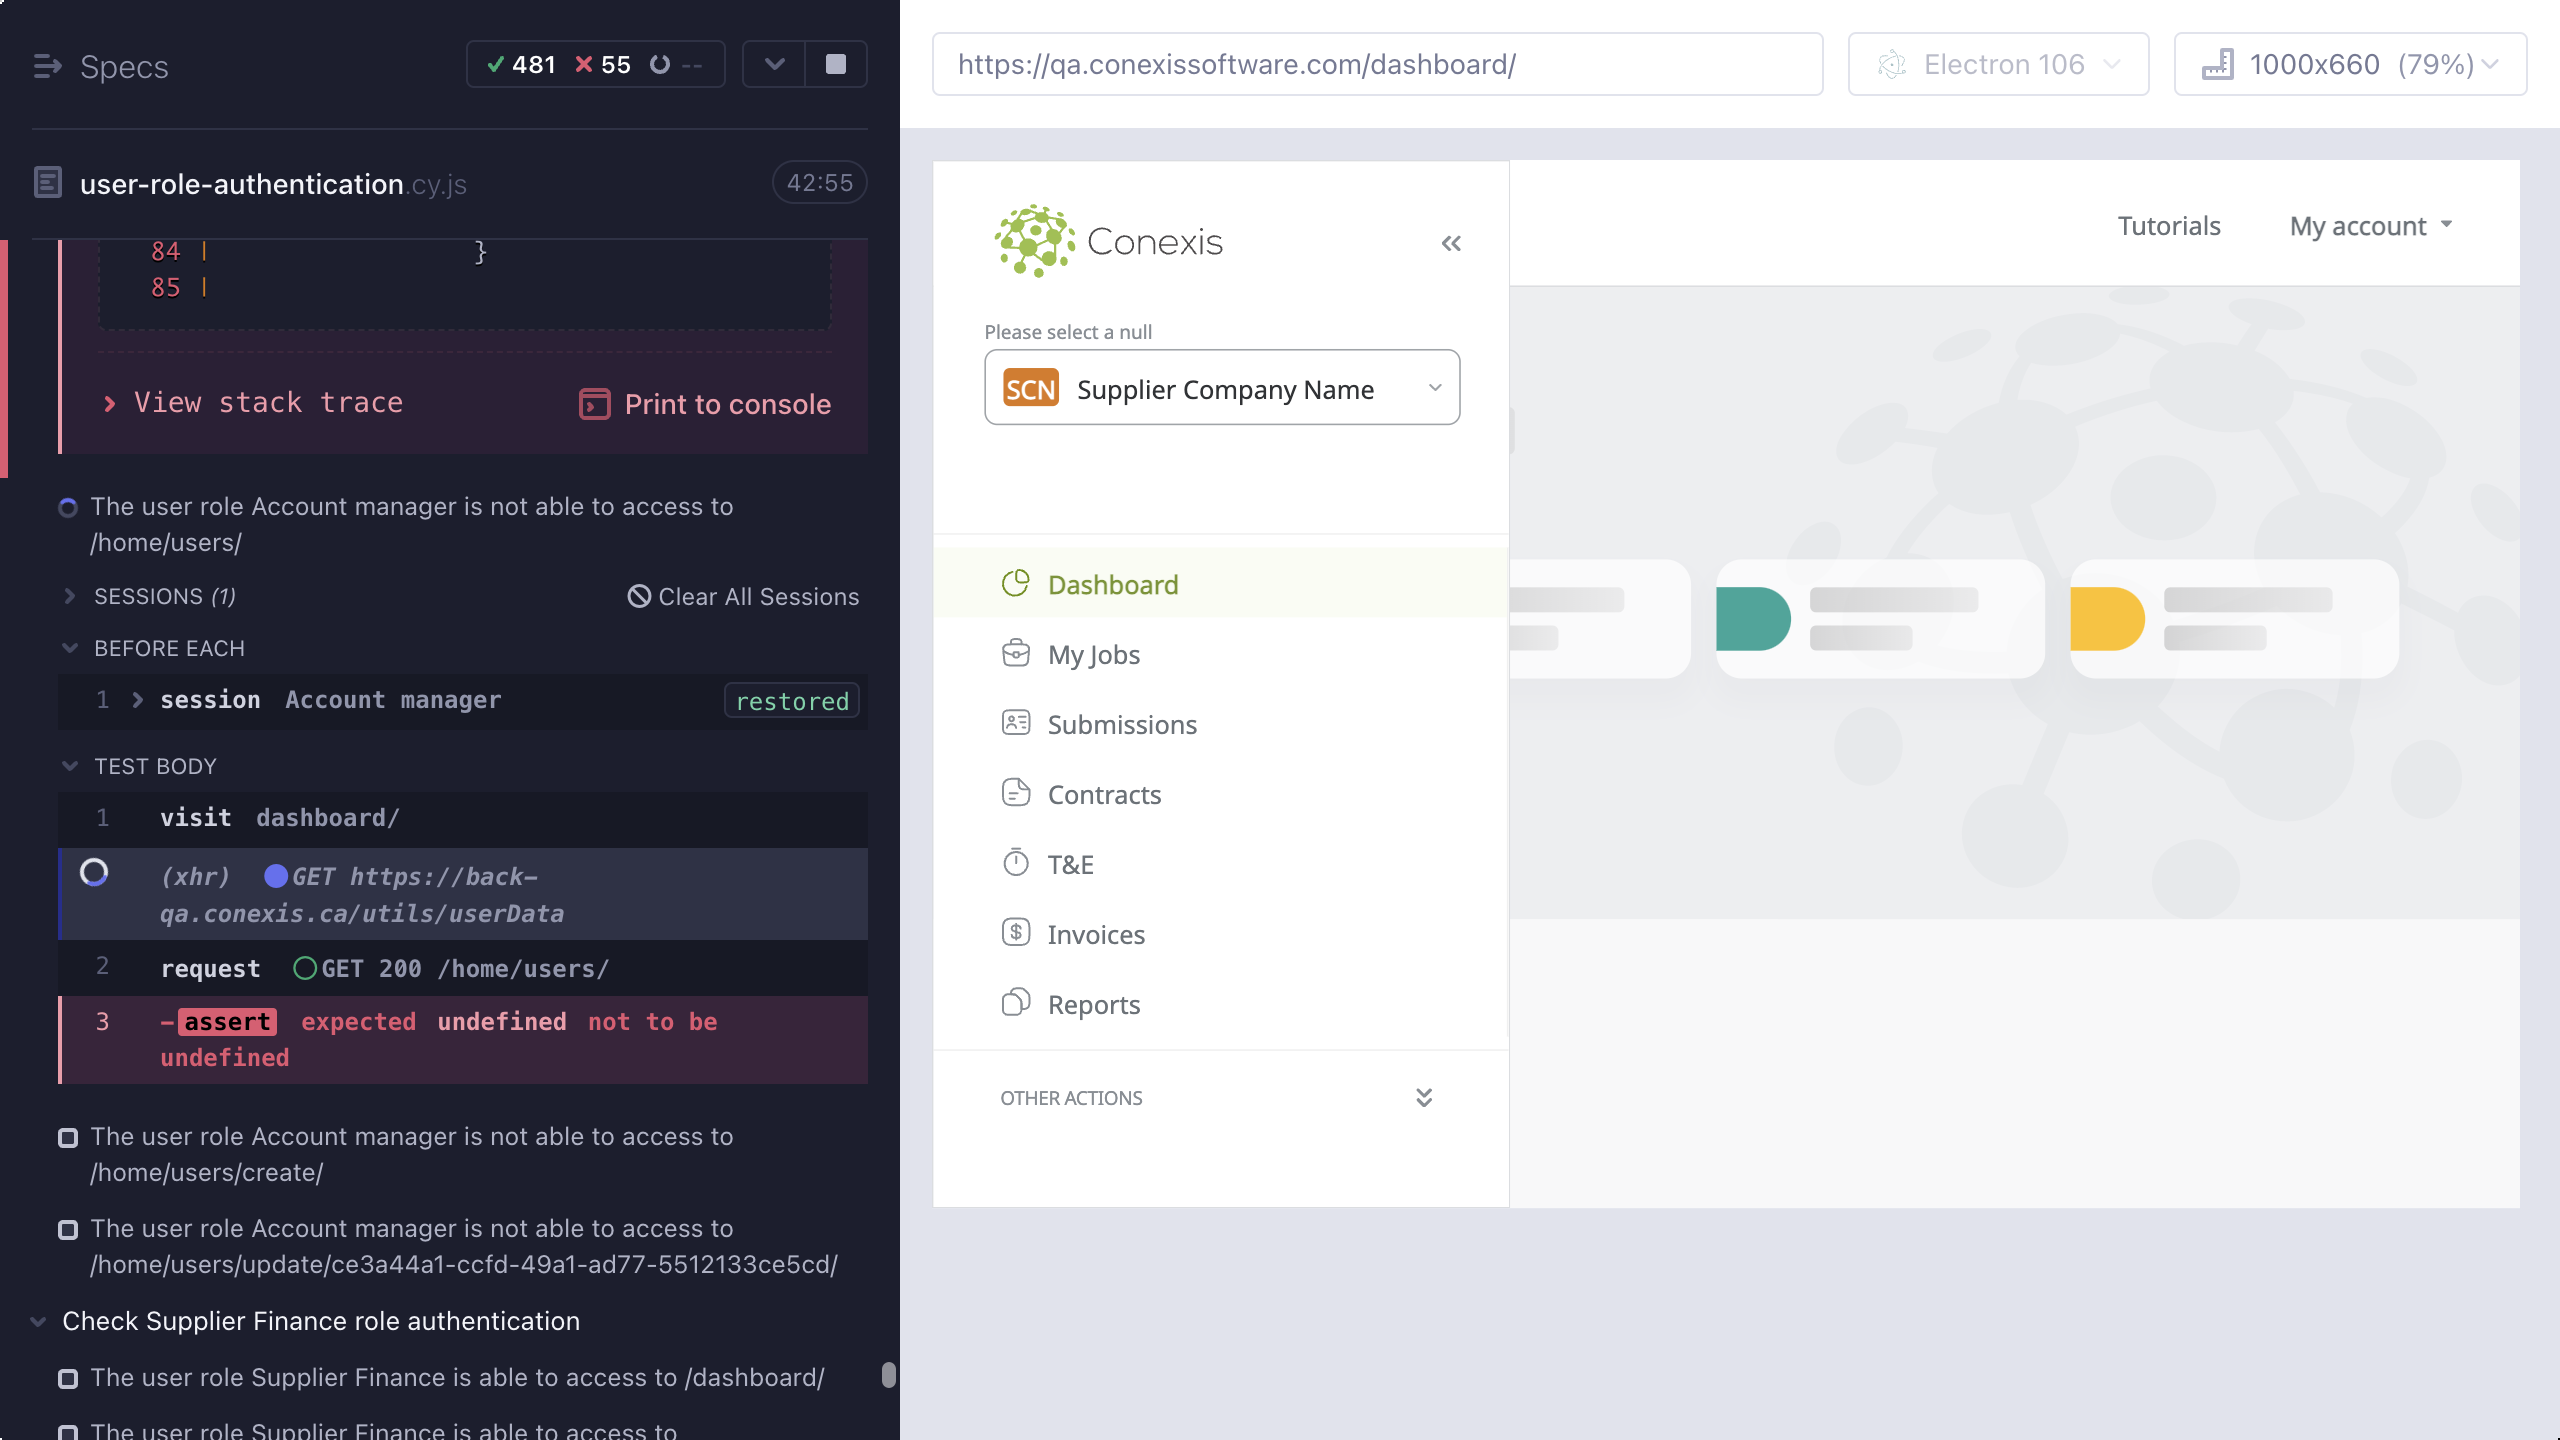 Specs
481 55 --
user-role-authentication.cy.js
42:55
84 | }
85 |
View stack trace
Print to console
The user role Account manager is not able to access to
/home/users/
SESSIONS (1)
Clear All Sessions
BEFORE EACH
1 session Account manager restored
TEST BODY
1 visit dashboard/
(xhr) GET https://back-
qa.conexis.ca/utils/userData
2 request GET 200 /home/users/
3 -assert expected undefined not to be
undefined
The user role Account manager is not able to access to
/home/users/create/
The user role Account manager is not able to access to
/home/users/update/ce3a44a1-ccfd-49a1-ad77-5512133ce5cd/
Check Supplier Finance role authentication
The user role Supplier Finance is able to access to /dashboard/
The user role Supplier Finance is able to access to
https://qa.conexissoftware.com/dashboard/
Electron 106
1000x660 (79%)
Conexis
Tutorials
My account
Please select a null
SCN Supplier Company Name
Dashboard
My Jobs
Submissions
Contracts
T&E
Invoices
Reports
OTHER ACTIONS